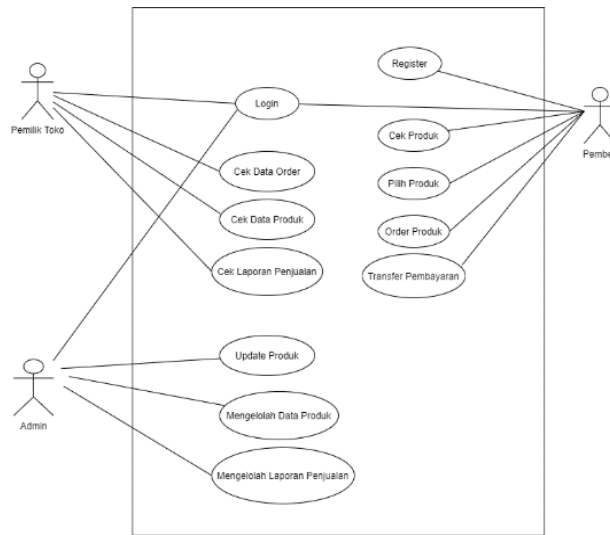 Register
Login
Pemilik Toko
Cek Produk
Cek Data Order
Pilih Produk
Cek Data Produk
Order Produk
Cek Laporan Penjualan
Transfer Pembayaran
Update Produk
Mengelolah Data Produk
Admin
Mengelolah Laporan Penjualan